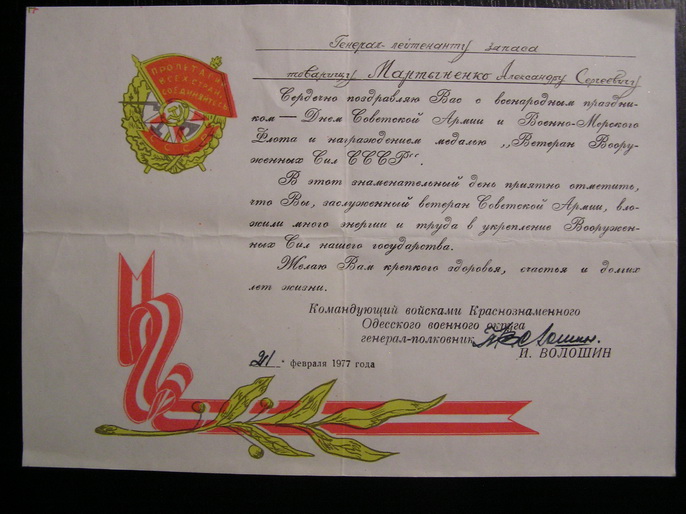 ПРОЛЕТАРИИ
ВСЕХ СТРАН
СОЕДИНЯЙТЕСЬ
СССР
Генерал-лейтенанту запаса
товарищу Мартыненко Александру Сергеевичу
Сердечно поздравляю Вас с всенародным праздни-
ком — Днем Советской Армии и Военно-Морского
Флота и награждением медалью „Ветеран Воору-
женных Сил СССР".
В этот знаменательный день приятно отметить,
что Вы, заслуженный ветеран Советской Армии, вло-
жили много энергии и труда в укрепление Вооружен-
ных Сил нашего государства.
Желаю Вам крепкого здоровья, счастья и долгих
лет жизни.
Командующий войсками Краснознаменного
Одесского военного округа
генерал-полковник
И. ВОЛОШИН
21 февраля 1977 года